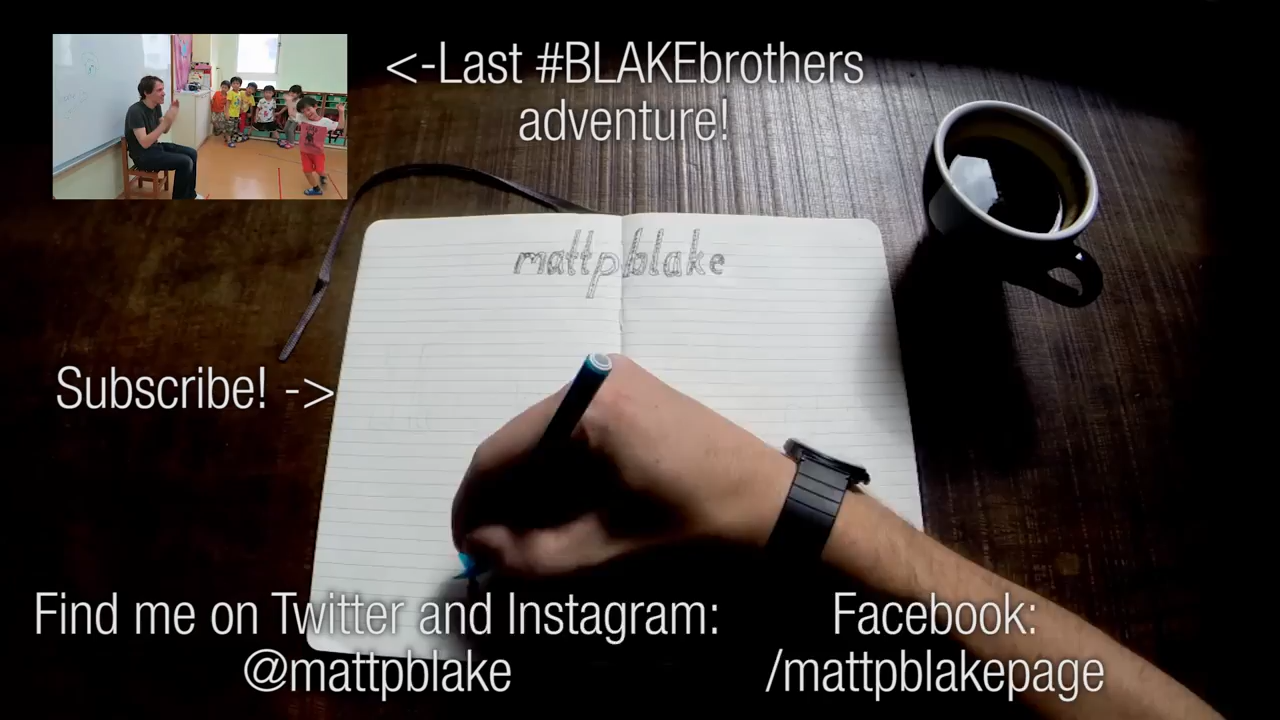 <-Last #BLAKEbrothers
adventure!
mattpblake
Subscribe! ->
Find me on Twitter and Instagram:
@mattpblake
Facebook:
/mattpblakepage